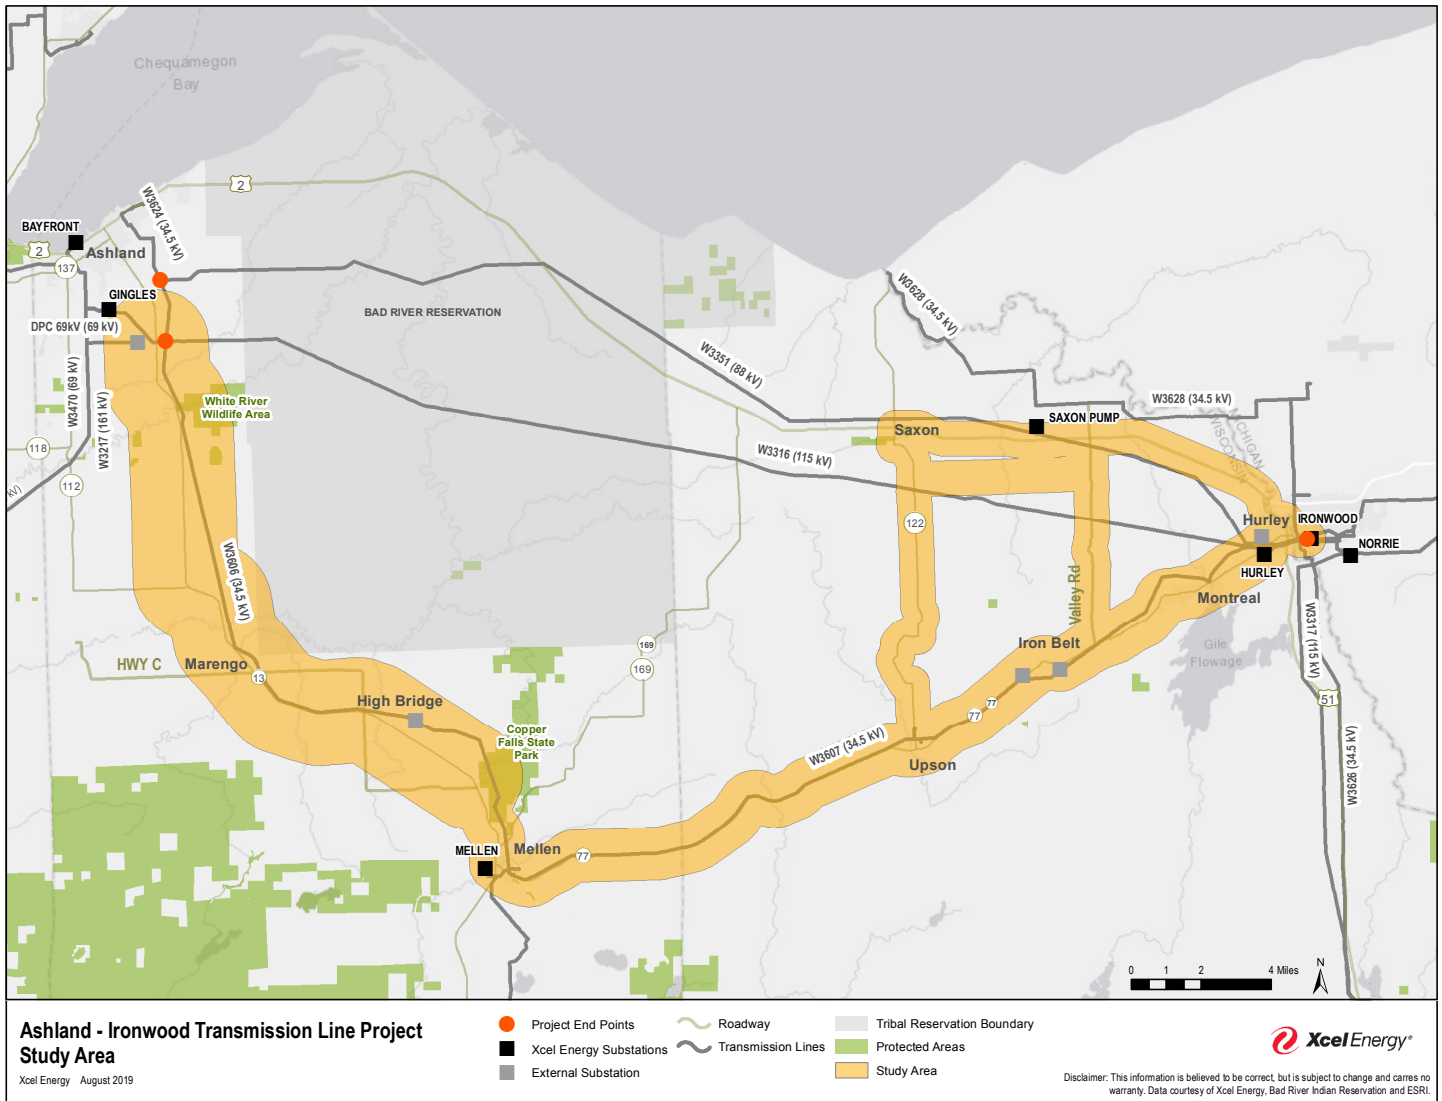 Chequamegon
Bay
2
W3624 (34.5 kV)
BAYFRONT
2
Ashland
137
GINGLES
DPC 69kV (69 kV)
BAD RIVER RESERVATION
W3628 (34.5 kV)
W3351 (88 kV)
W3470 (69 kV)
W3217 (161 kV)
White River
Wildlife Area
W3628 (34.5 kV)
MICHIGAN
WISCONSIN
SAXON PUMP
Saxon
118
W3316 (115 kV)
112
kV)
122
Hurley
IRONWOOD
NORRIE
HURLEY
W3606 (34.5 kV)
Valley Rd
Montreal
W3317 (115 kV)
Iron Belt
Gile
Flowage
169
169
HWY C
Marengo
13
High Bridge
77
77
51
Copper
Falls State
Park
W3607 (34.5 kV)
Upson
W3626 (34.5 kV)
MELLEN
Mellen
77
0 1 2 4 Miles
N
Ashland - Ironwood Transmission Line Project
Study Area
Xcel Energy August 2019
Project End Points
Xcel Energy Substations
External Substation
Roadway
Transmission Lines
Tribal Reservation Boundary
Protected Areas
Study Area
Xcel Energy®
Disclaimer: This information is believed to be correct, but is subject to change and carres no
warranty. Data courtesy of Xcel Energy, Bad River Indian Reservation and ESRI.